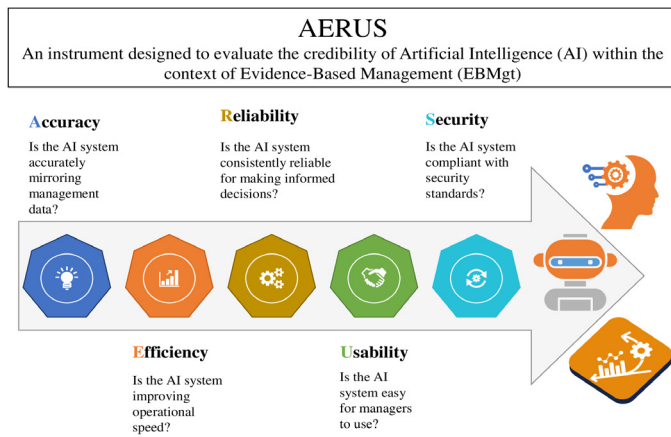 AERUS
An instrument designed to evaluate the credibility of Artificial Intelligence (AI) within the
context of Evidence-Based Management (EBMgt)
Accuracy
Is the AI system
accurately
mirroring
management
data?
Reliability
Is the AI system
consistently reliable
for making informed
decisions?
Security
Is the AI system
compliant with
security
standards?
Efficiency
Is the AI system
improving
operational
speed?
Usability
Is the AI
system easy
for managers
to use?